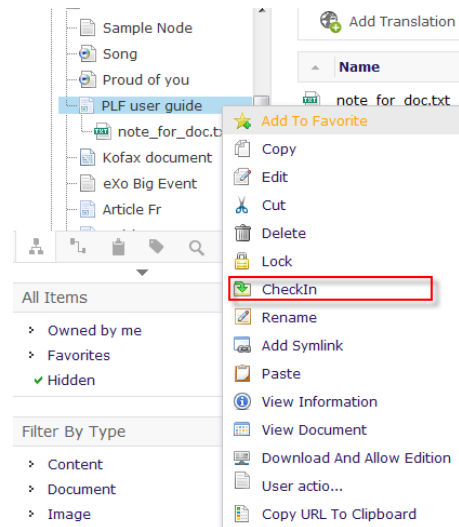 Sample Node
Song
Proud of you
PLF user guide
note_for_doc.t
Kofax document
eXo Big Event
Article Fr
Add Translation
Name
note_for_doc.txt
Add To Favorite
Copy
Edit
Cut
Delete
Lock
CheckIn
Rename
Add Symlink
Paste
View Information
View Document
Download And Allow Edition
User actio...
Copy URL To Clipboard
All Items
Owned by me
Favorites
Hidden
Filter By Type
Content
Document
Image